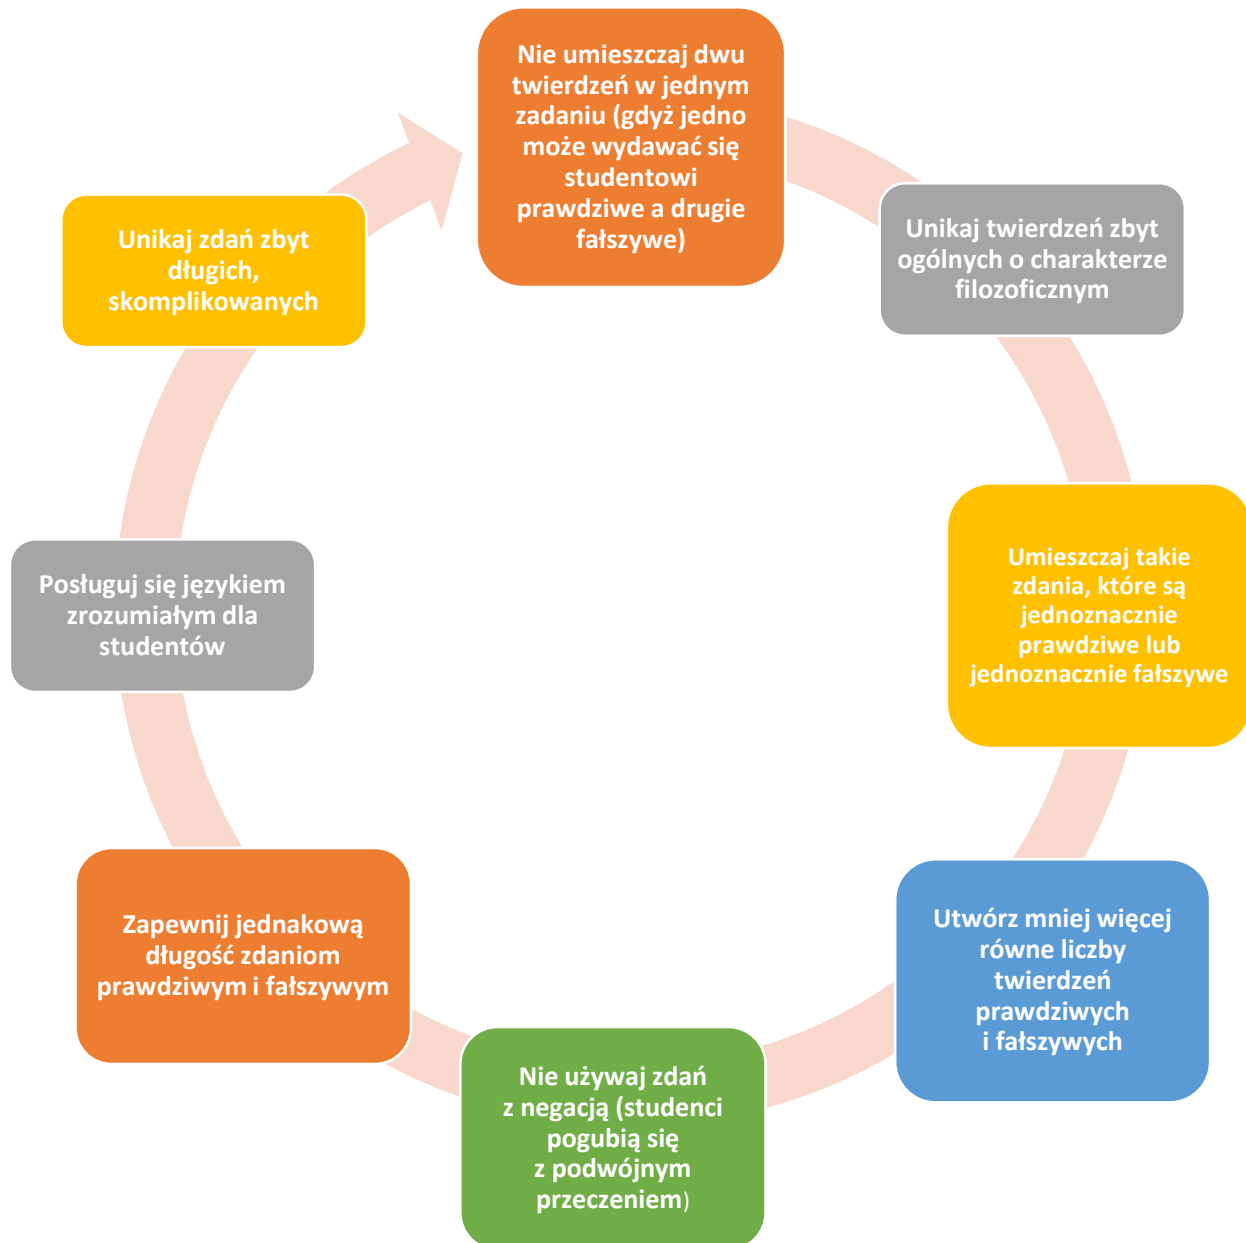 Nie umieszczaj dwu
twierdzeń w jednym
zadaniu (gdyż jedno
może wydawać się
studentowi
prawdziwe a drugie
fałszywe)
Unikaj twierdzeń zbyt
ogólnych o charakterze
filozoficznym
Umieszczaj takie
zdania, które są
jednoznacznie
prawdziwe lub
jednoznacznie fałszywe
Utwórz mniej więcej
równe liczby
twierdzeń
prawdziwych
i fałszywych
Nie używaj zdań
z negacją (studenci
pogubią się
z podwójnym
przeczeniem)
Zapewnij jednakową
długość zdaniom
prawdziwym i fałszywym
Posługuj się językiem
zrozumiałym dla
studentów
Unikaj zdań zbyt
długich,
skomplikowanych